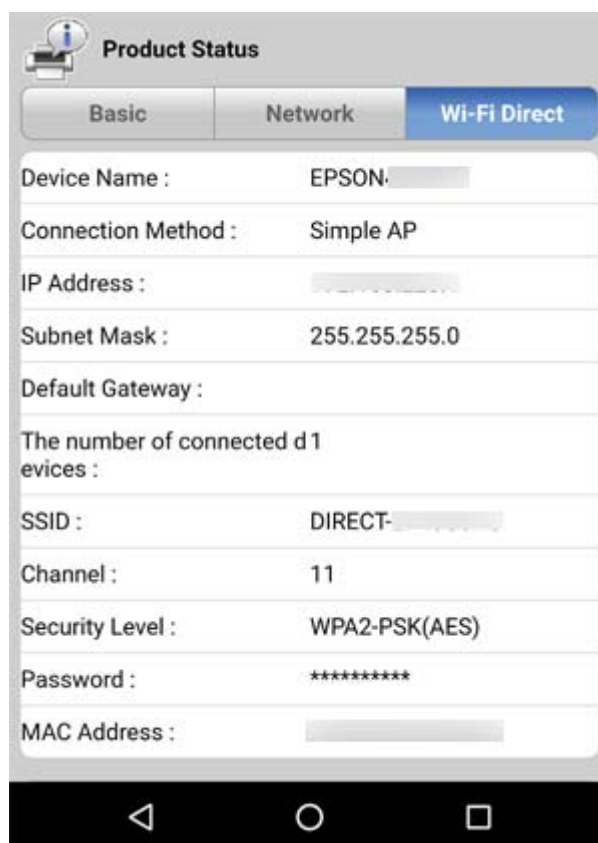 Product Status
Basic Network Wi-Fi Direct
Device Name : EPSON
Connection Method : Simple AP
IP Address :
Subnet Mask : 255.255.255.0
Default Gateway :
The number of connected d 1
evices :
SSID : DIRECT-
Channel : 11
Security Level : WPA2-PSK(AES)
Password : **********
MAC Address :